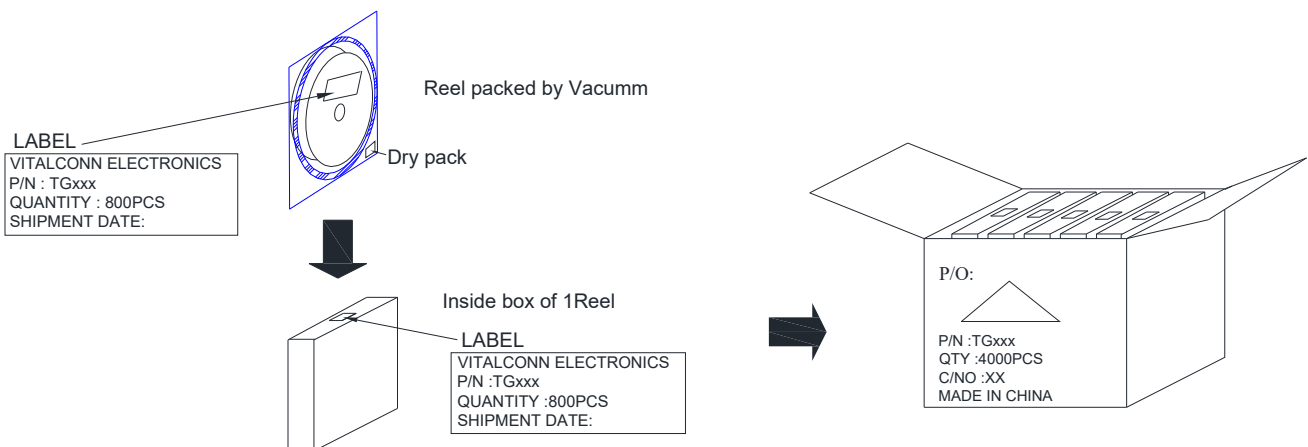 Reel packed by Vacumm
LABEL
VITALCONN ELECTRONICS
P/N : TGxxx
QUANTITY : 800PCS
SHIPMENT DATE:
Dry pack
Inside box of 1Reel
LABEL
VITALCONN ELECTRONICS
P/N :TGxxx
QUANTITY :800PCS
SHIPMENT DATE:
P/O:
P/N :TGxxx
QTY :4000PCS
C/NO :XX
MADE IN CHINA